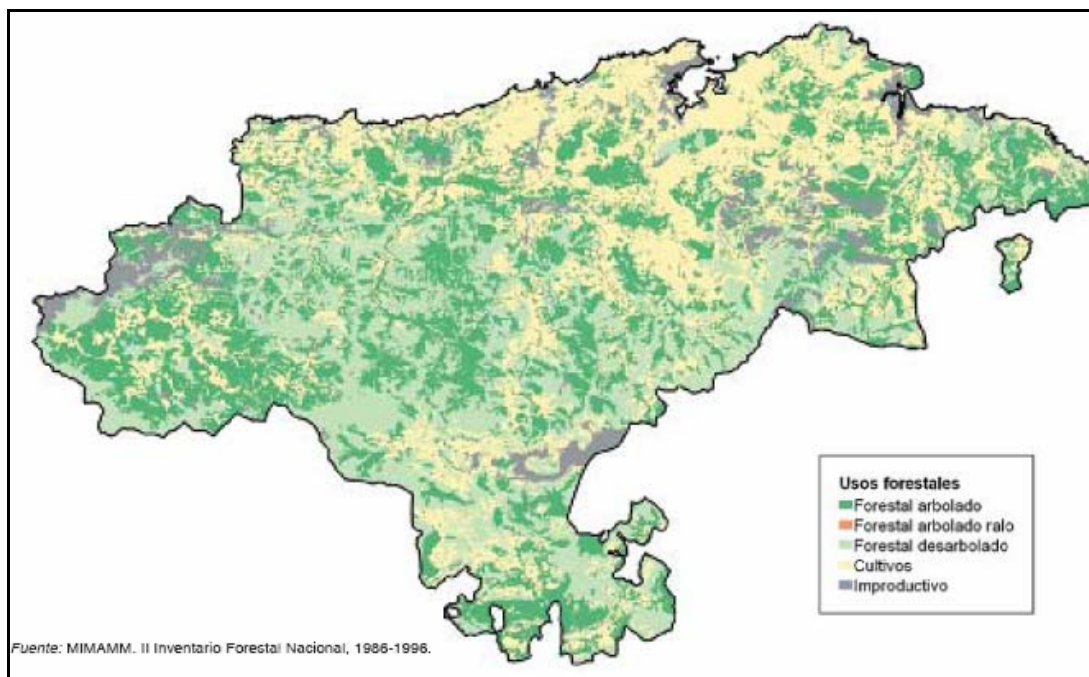 Usos forestales
Forestal arbolado
Forestal arbolado ralo
Forestal desarbolado
Cultivos
Improductivo
Fuente: MIMAMM. II Inventario Forestal Nacional, 1986-1996.